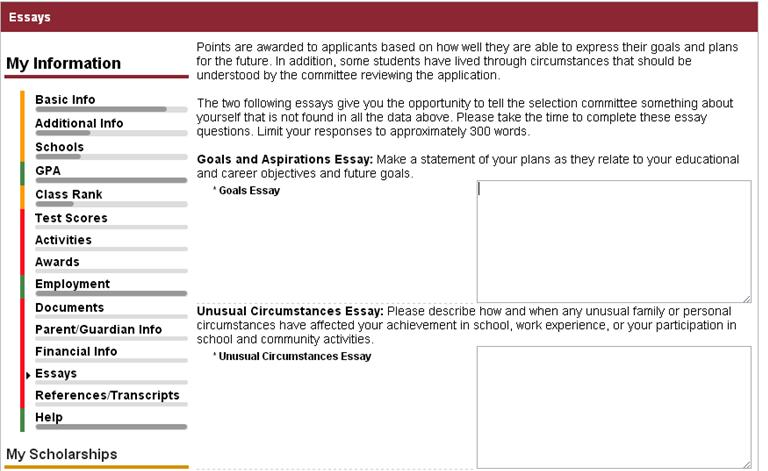 Essays
My Information
Basic Info
Additional Info
Schools
GPA
Class Rank
Test Scores
Activities
Awards
Employment
Documents
Parent/Guardian Info
Financial Info
Essays
References/Transcripts
Help
My Scholarships
Points are awarded to applicants based on how well they are able to express their goals and plans
for the future. In addition, some students have lived through circumstances that should be
understood by the committee reviewing the application.
The two following essays give you the opportunity to tell the selection committee something about
yourself that is not found in all the data above. Please take the time to complete these essay
questions. Limit your responses to approximately 300 words.
Goals and Aspirations Essay: Make a statement of your plans as they relate to your educational
and career objectives and future goals.
* Goals Essay
Unusual Circumstances Essay: Please describe how and when any unusual family or personal
circumstances have affected your achievement in school, work experience, or your participation in
school and community activities.
* Unusual Circumstances Essay